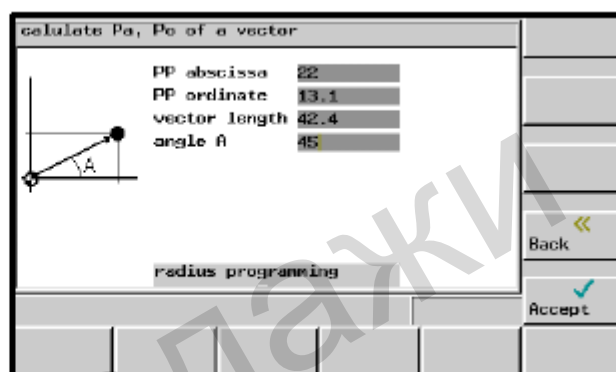 calulate Pa, Po of a vector
PP abscissa 22
PP ordinate 13.1
vector length 42.4
angle A 45
A
radius programming
«
Back
Accept
лажи